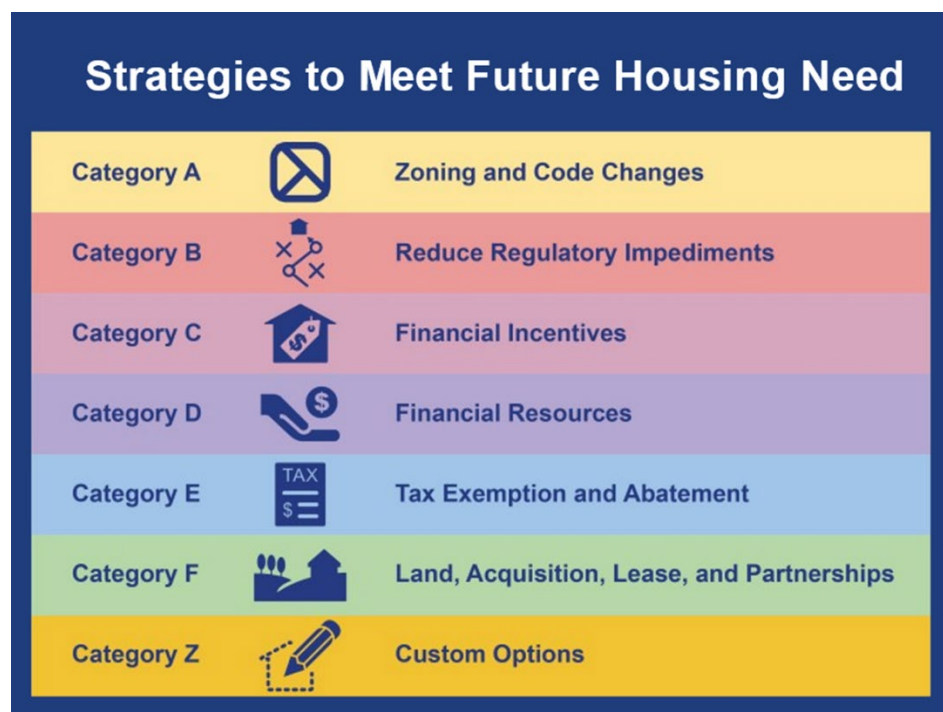 Strategies to Meet Future Housing Need
Category A Zoning and Code Changes
Category B Reduce Regulatory Impediments
Category C $ Financial Incentives
Category D $ Financial Resources
Category E TAX $ Tax Exemption and Abatement
Category F Land, Acquisition, Lease, and Partnerships
Category Z Custom Options